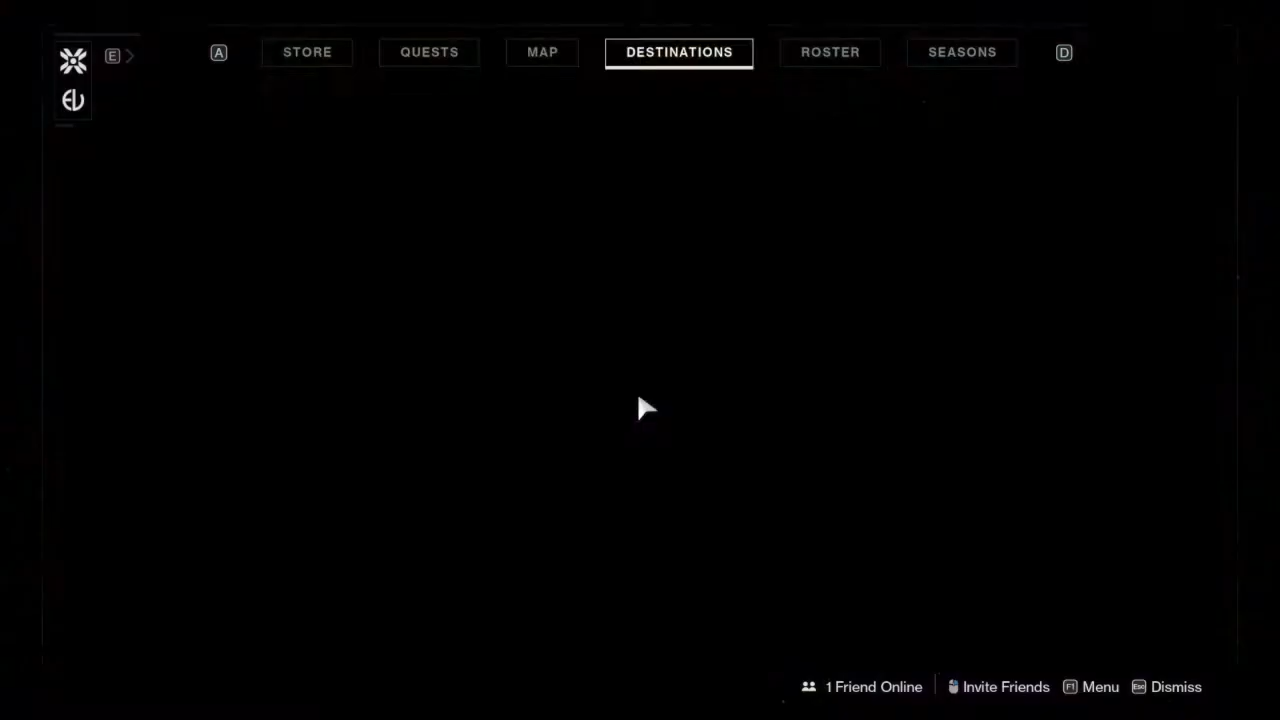 E
A
STORE
QUESTS
MAP
DESTINATIONS
ROSTER
SEASONS
D
1 Friend Online
Invite Friends
F1 Menu
Esc Dismiss